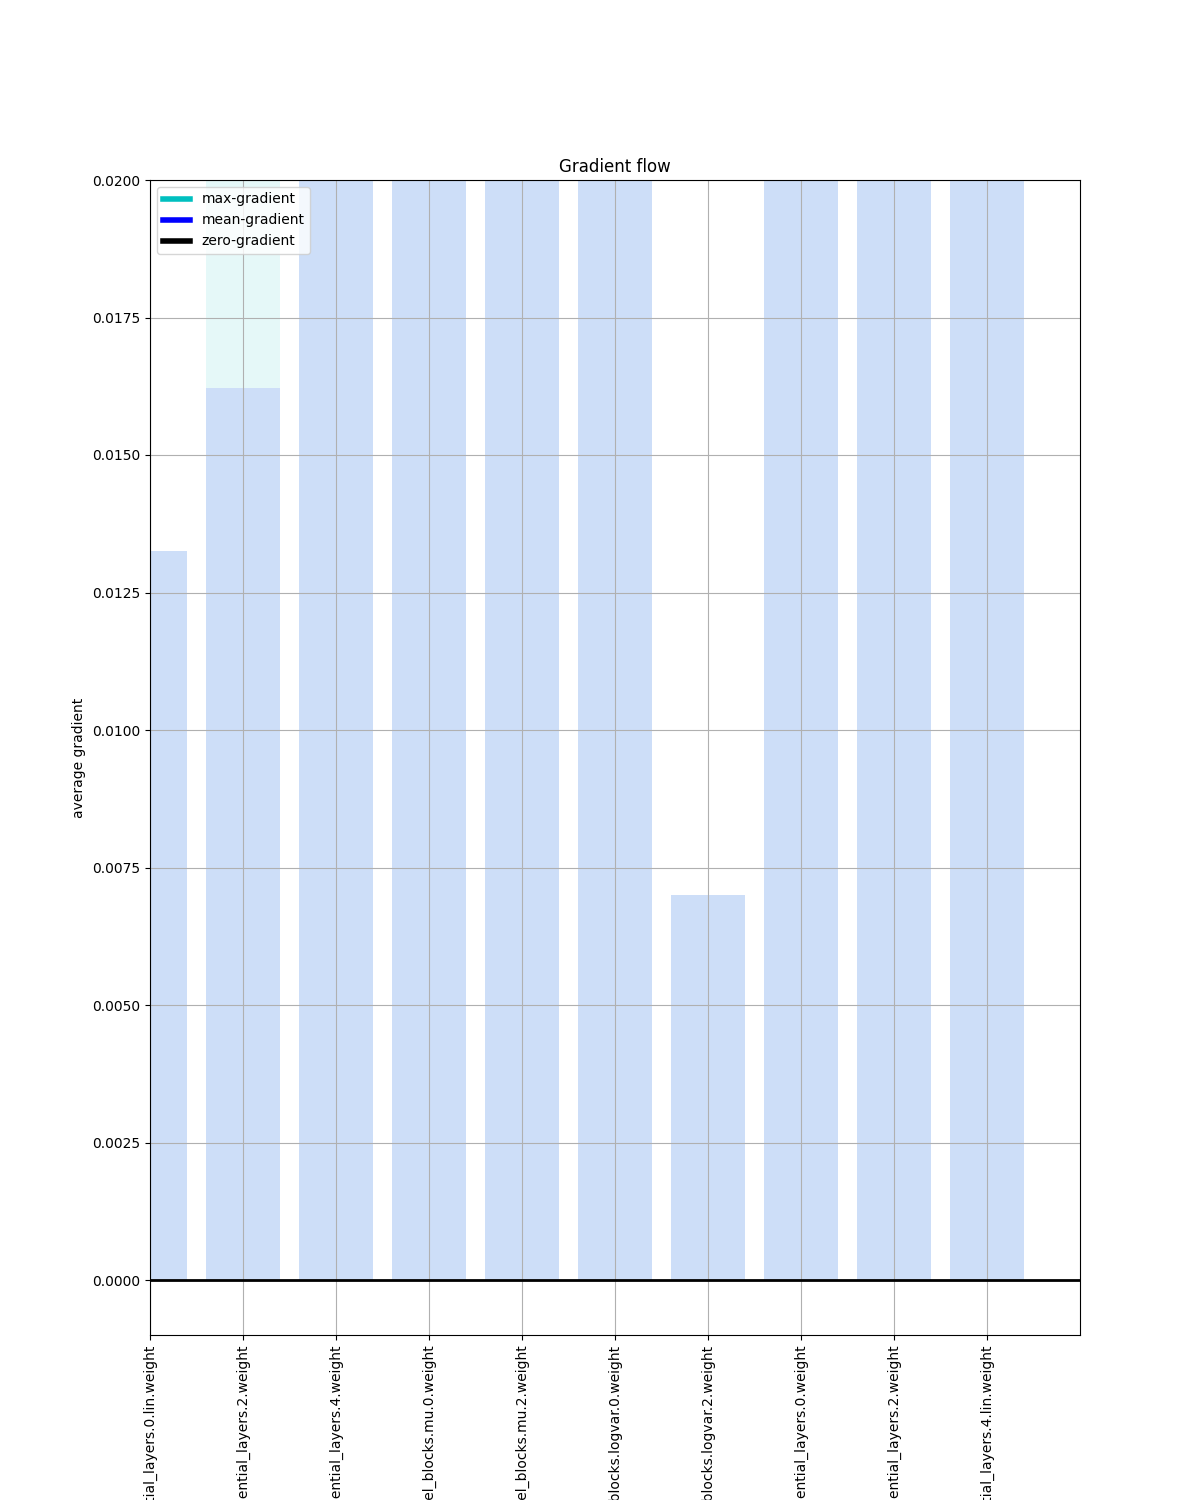 Gradient flow
max-gradient
mean-gradient
zero-gradient
0.0200
0.0175
0.0150
0.0125
0.0100
0.0075
0.0050
0.0025
0.0000
average gradient
tial_layers.0.lin.weight
ential_layers.2.weight
ential_layers.4.weight
el_blocks.mu.0.weight
el_blocks.mu.2.weight
blocks.logvar.0.weight
blocks.logvar.2.weight
ential_layers.0.weight
ential_layers.2.weight
tial_layers.4.lin.weight